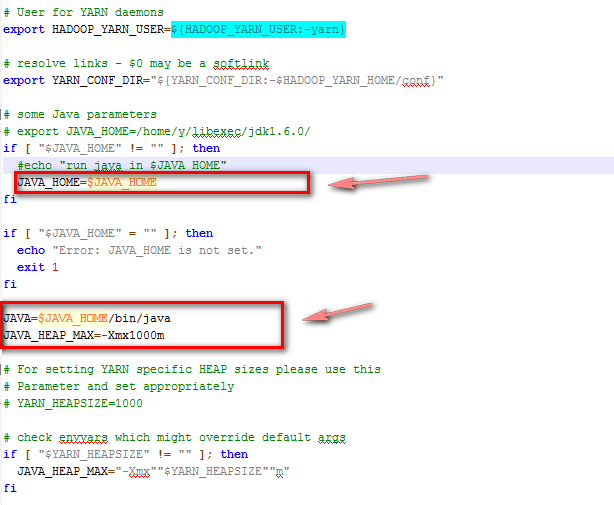 # User for YARN daemons
export HADOOP_YARN_USER=${HADOOP_YARN_USER:-yarn}
# resolve links - $0 may be a softlink
export YARN_CONF_DIR="${YARN_CONF_DIR:-$HADOOP_YARN_HOME/conf}"
# some Java parameters
# export JAVA_HOME=/home/y/libexec/jdk1.6.0/
if [ "$JAVA_HOME" != "" ]; then
  #echo "run java in $JAVA_HOME"
  JAVA_HOME=$JAVA_HOME
fi
if [ "$JAVA_HOME" = "" ]; then
  echo "Error: JAVA_HOME is not set."
  exit 1
fi
JAVA=$JAVA_HOME/bin/java
JAVA_HEAP_MAX=-Xmx1000m
# For setting YARN specific HEAP sizes please use this
# Parameter and set appropriately
# YARN_HEAPSIZE=1000
# check envvars which might override default args
if [ "$YARN_HEAPSIZE" != "" ]; then
  JAVA_HEAP_MAX="-Xmx""$YARN_HEAPSIZE""m"
fi